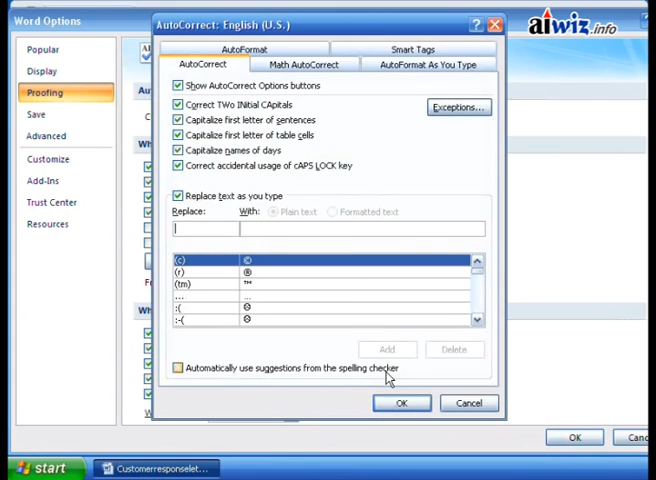 Word Options
AutoCorrect: English (U.S.)
aiwiz.info
Popular
Display
Proofing
Save
Advanced
Customize
Add-Ins
Trust Center
Resources
AutoFormat
Smart Tags
AutoCorrect
Math AutoCorrect
AutoFormat As You Type
Show AutoCorrect Options buttons
Correct TWo INitial CApitals
Exceptions...
Capitalize first letter of sentences
Capitalize first letter of table cells
Capitalize names of days
Correct accidental usage of cAPS LOCK key
Replace text as you type
Replace: With: Plain text Formatted text
(c) ©
(r) ®
(tm) ™
... ...
:( ☹
:-( ☹
Add Delete
Automatically use suggestions from the spelling checker
OK Cancel
OK Canc
start Customerresponselet...